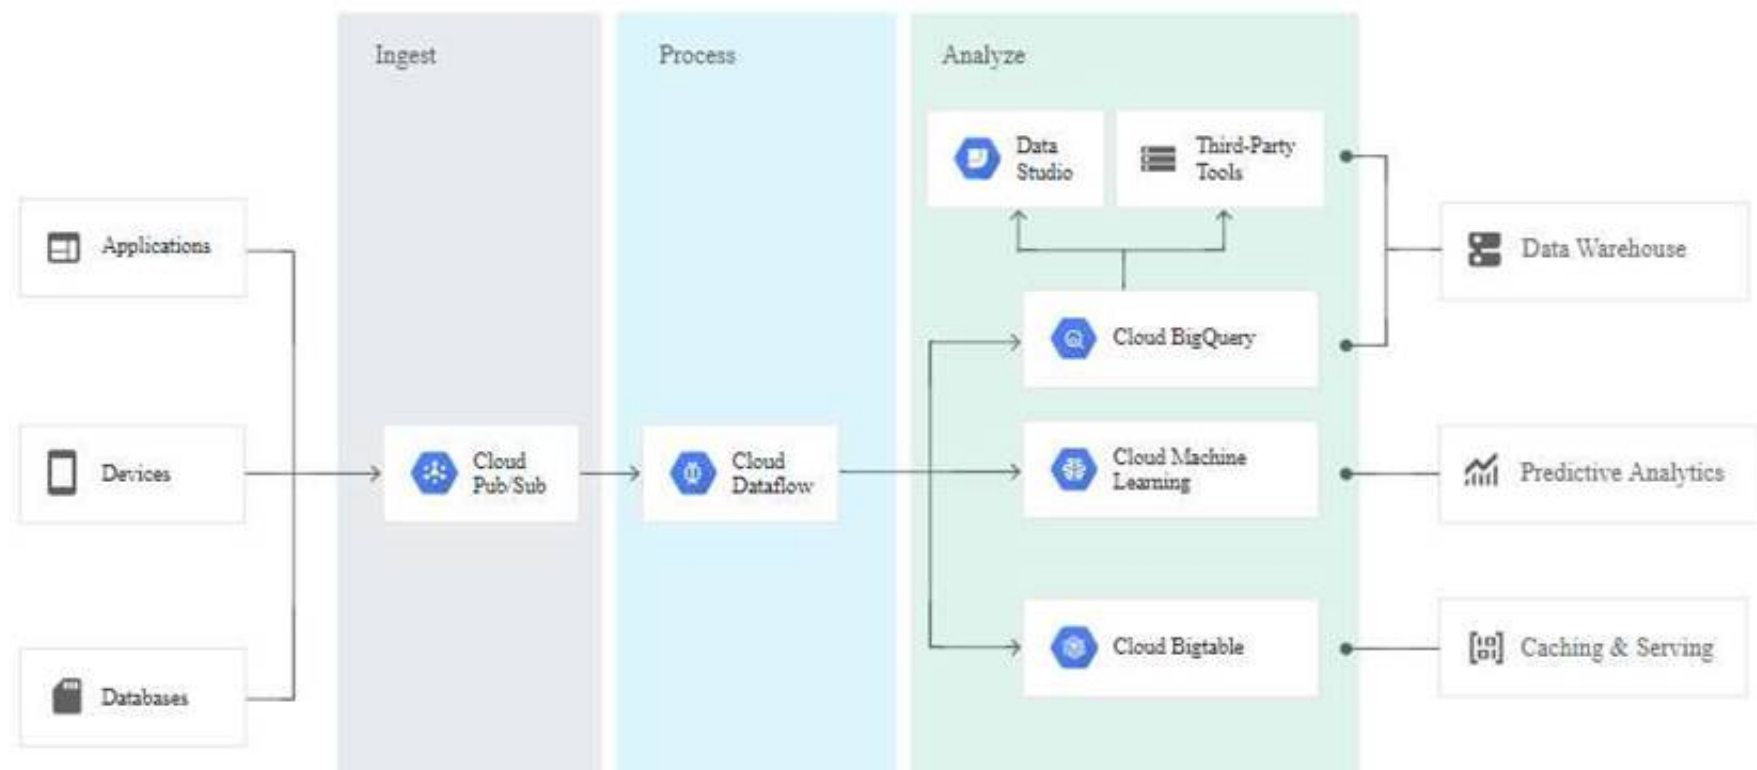 Ingest
Process
Analyze
Data
Studio
Third-Party
Tools
Applications
Data Warehouse
Cloud BigQuery
Devices
Cloud
Pub/Sub
Cloud
Dataflow
Cloud Machine
Learning
Predictive Analytics
Databases
Cloud Bigtable
Caching & Serving